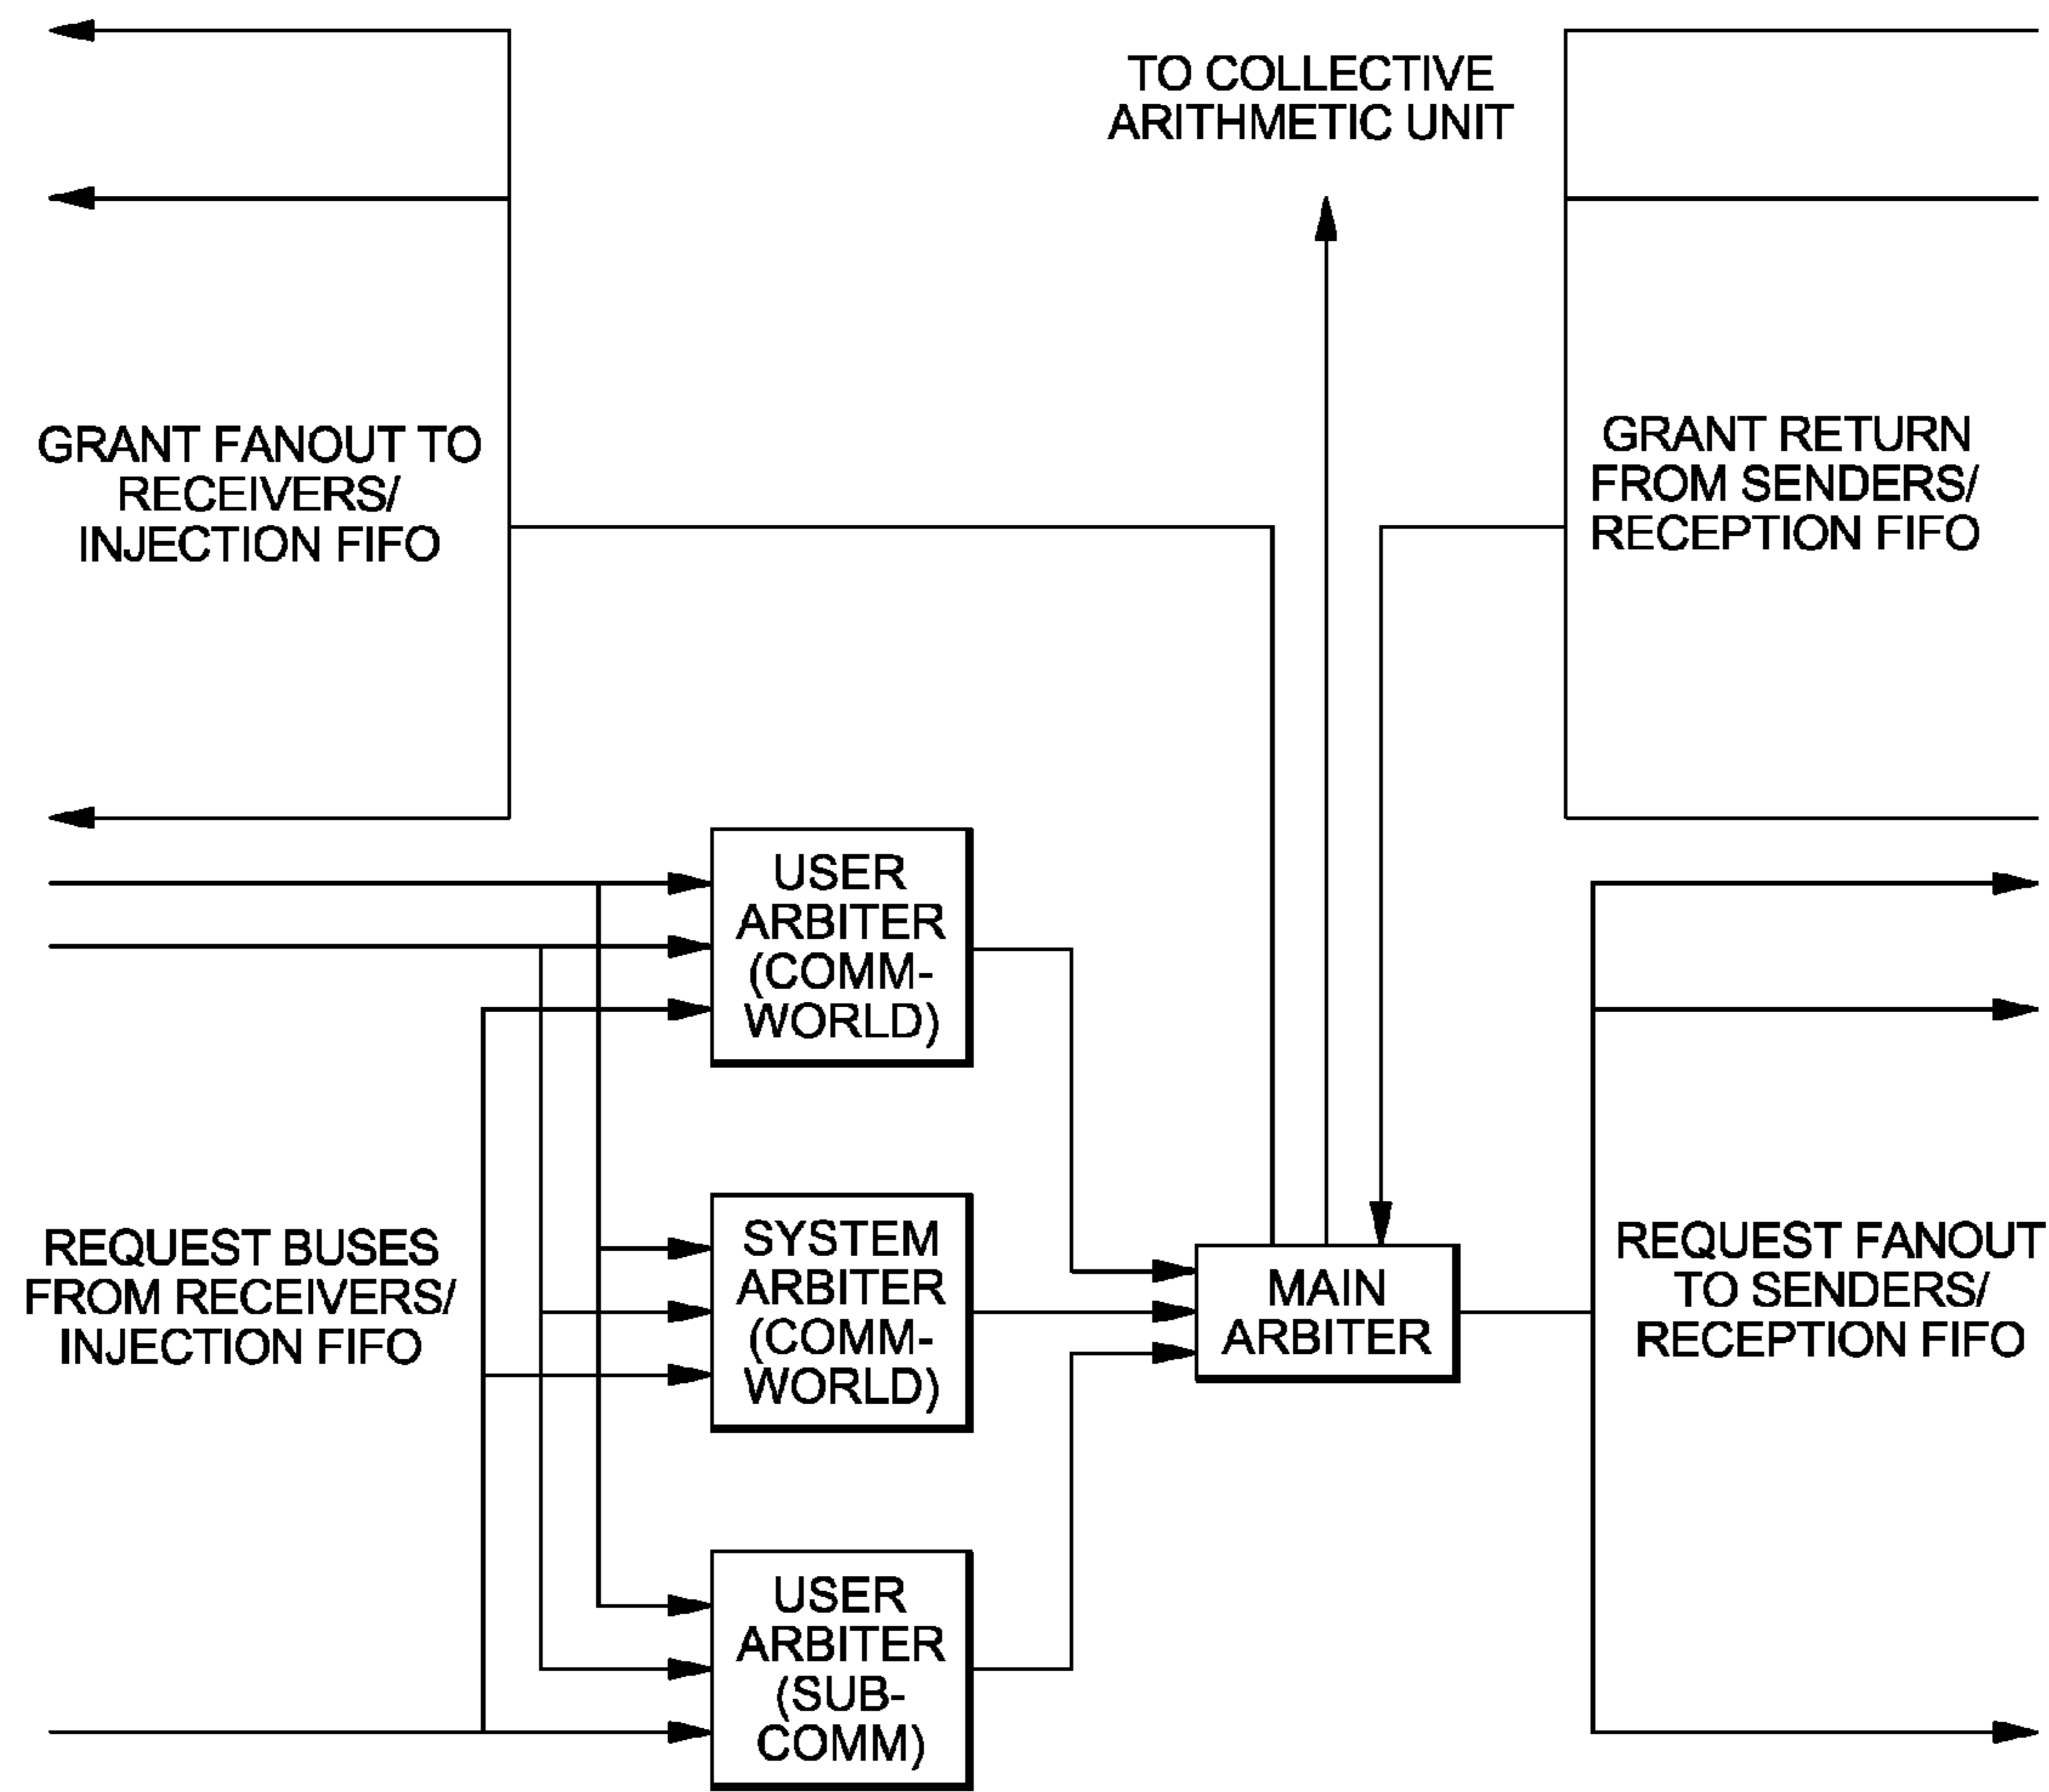 TO COLLECTIVE
ARITHMETIC UNIT
GRANT FANOUT TO
RECEIVERS/
INJECTION FIFO
GRANT RETURN
FROM SENDERS/
RECEPTION FIFO
USER
ARBITER
(COMM-
WORLD)
REQUEST BUSES
FROM RECEIVERS/
INJECTION FIFO
SYSTEM
ARBITER
(COMM-
WORLD)
MAIN
ARBITER
REQUEST FANOUT
TO SENDERS/
RECEPTION FIFO
USER
ARBITER
(SUB-
COMM)